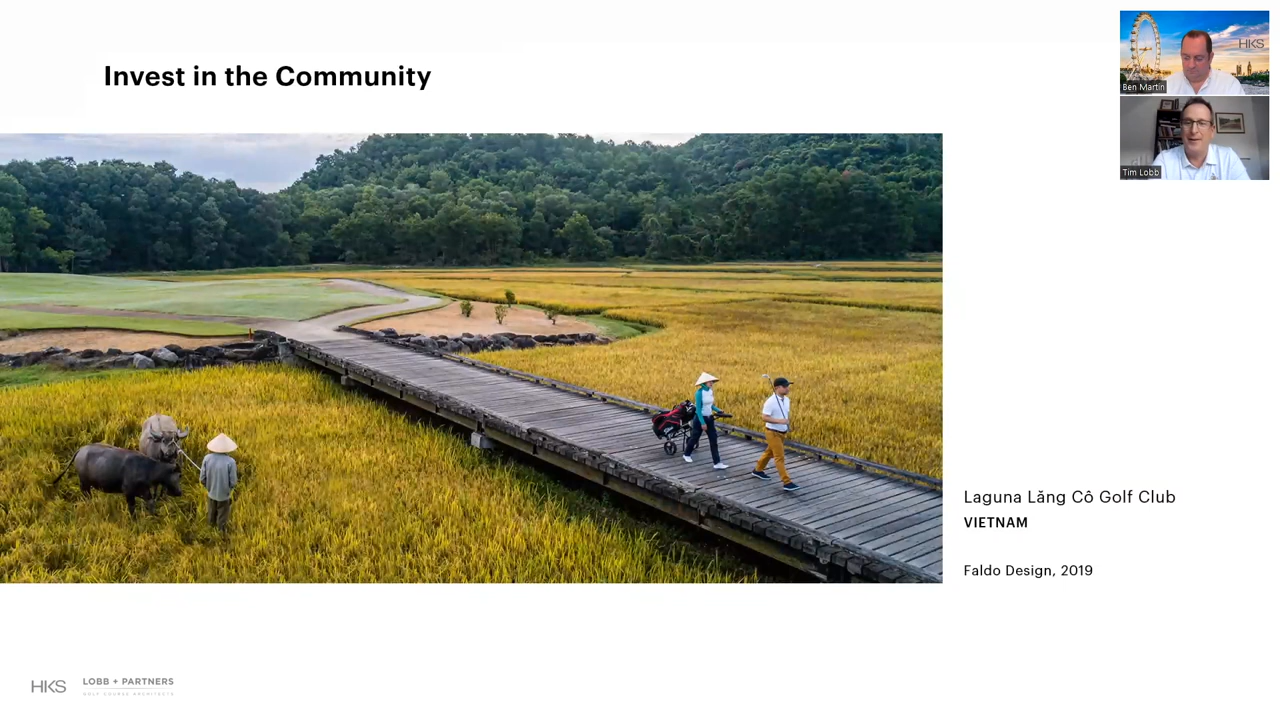 Invest in the Community
HKS
Ben Martin
Tim Lobb
Laguna Lăng Cô Golf Club
VIETNAM
Faldo Design, 2019
HKS
LOBB + PARTNERS
GOLF COURSE ARCHITECTS